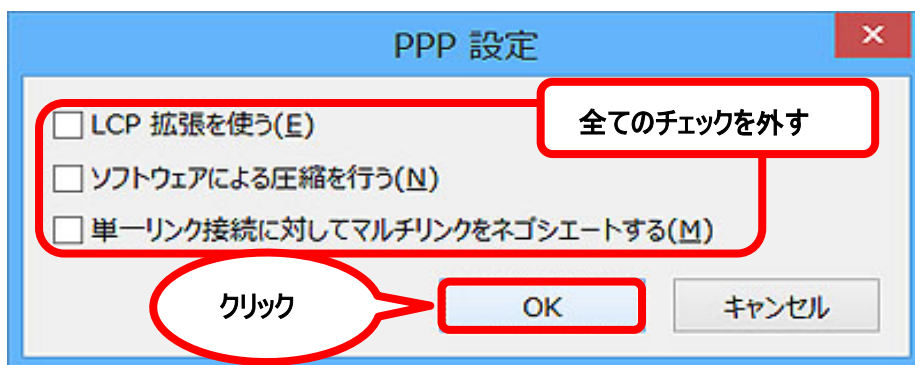 PPP 設定
LCP 拡張を使う(E)
全てのチェックを外す
ソフトウェアによる圧縮を行う(N)
単一リンク接続に対してマルチリンクをネゴシエートする(M)
クリック
OK
キャンセル